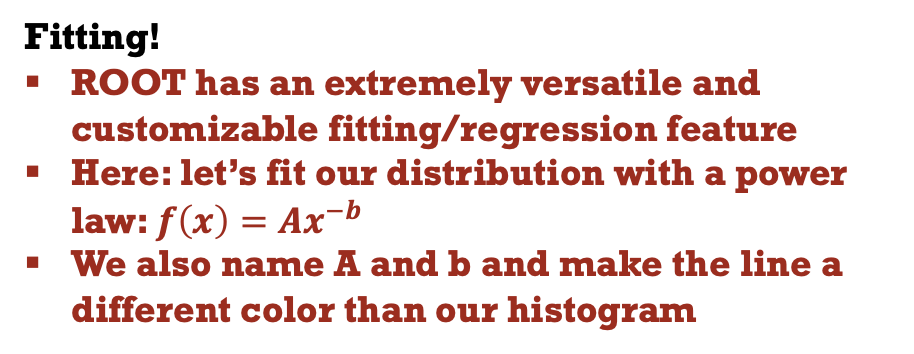 Fitting!
▪ ROOT has an extremely versatile and
customizable fitting/regression feature
▪ Here: let’s fit our distribution with a power
law: f(x) = Ax⁻ᵇ
▪ We also name A and b and make the line a
different color than our histogram